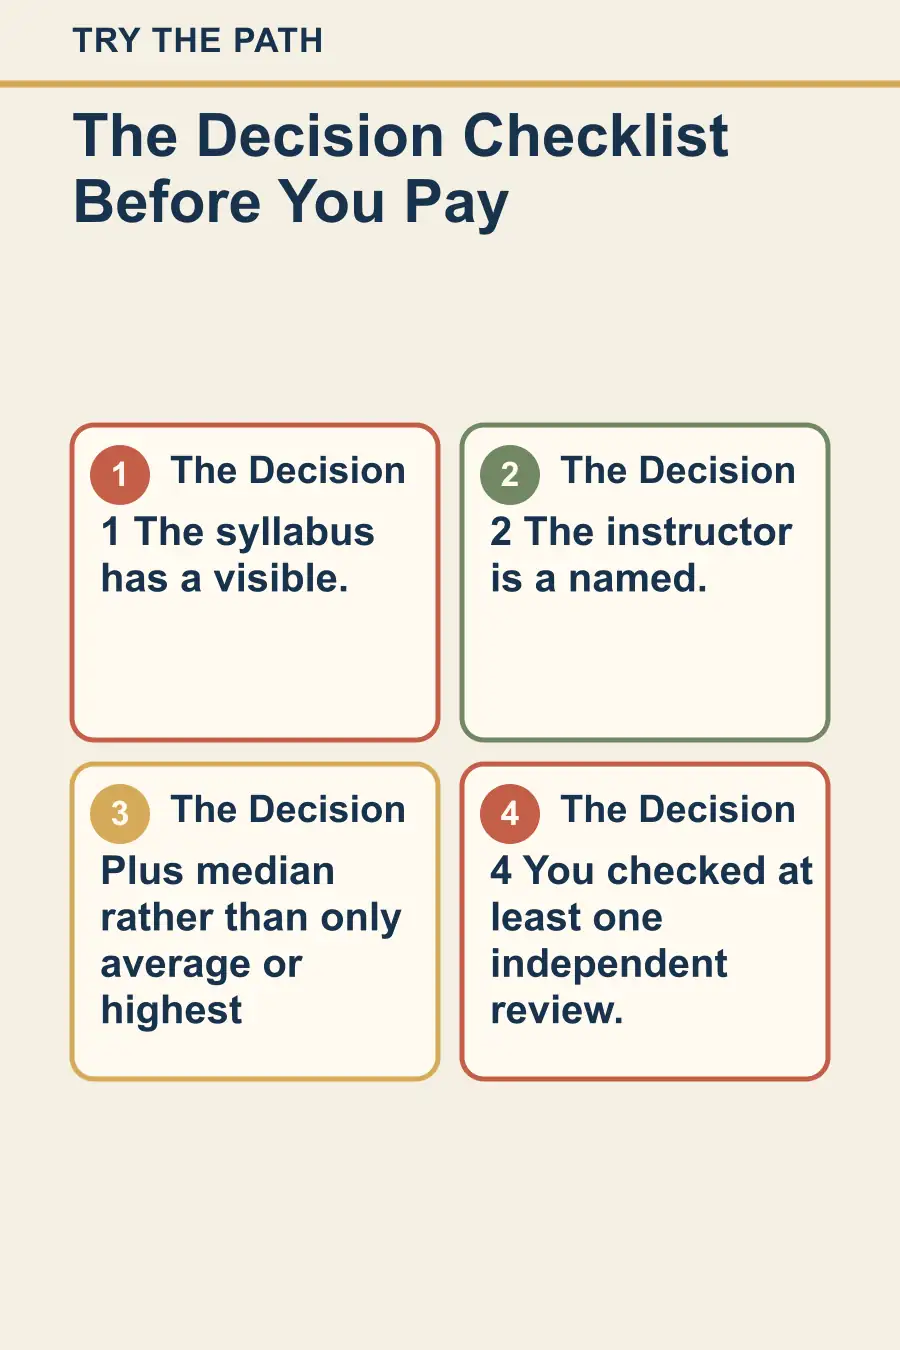 TRY THE PATH
The Decision Checklist
Before You Pay
1 The Decision
1 The syllabus
has a visible.
2 The Decision
2 The instructor
is a named.
3 The Decision
Plus median
rather than only
average or
highest
4 The Decision
4 You checked at
least one
independent
review.